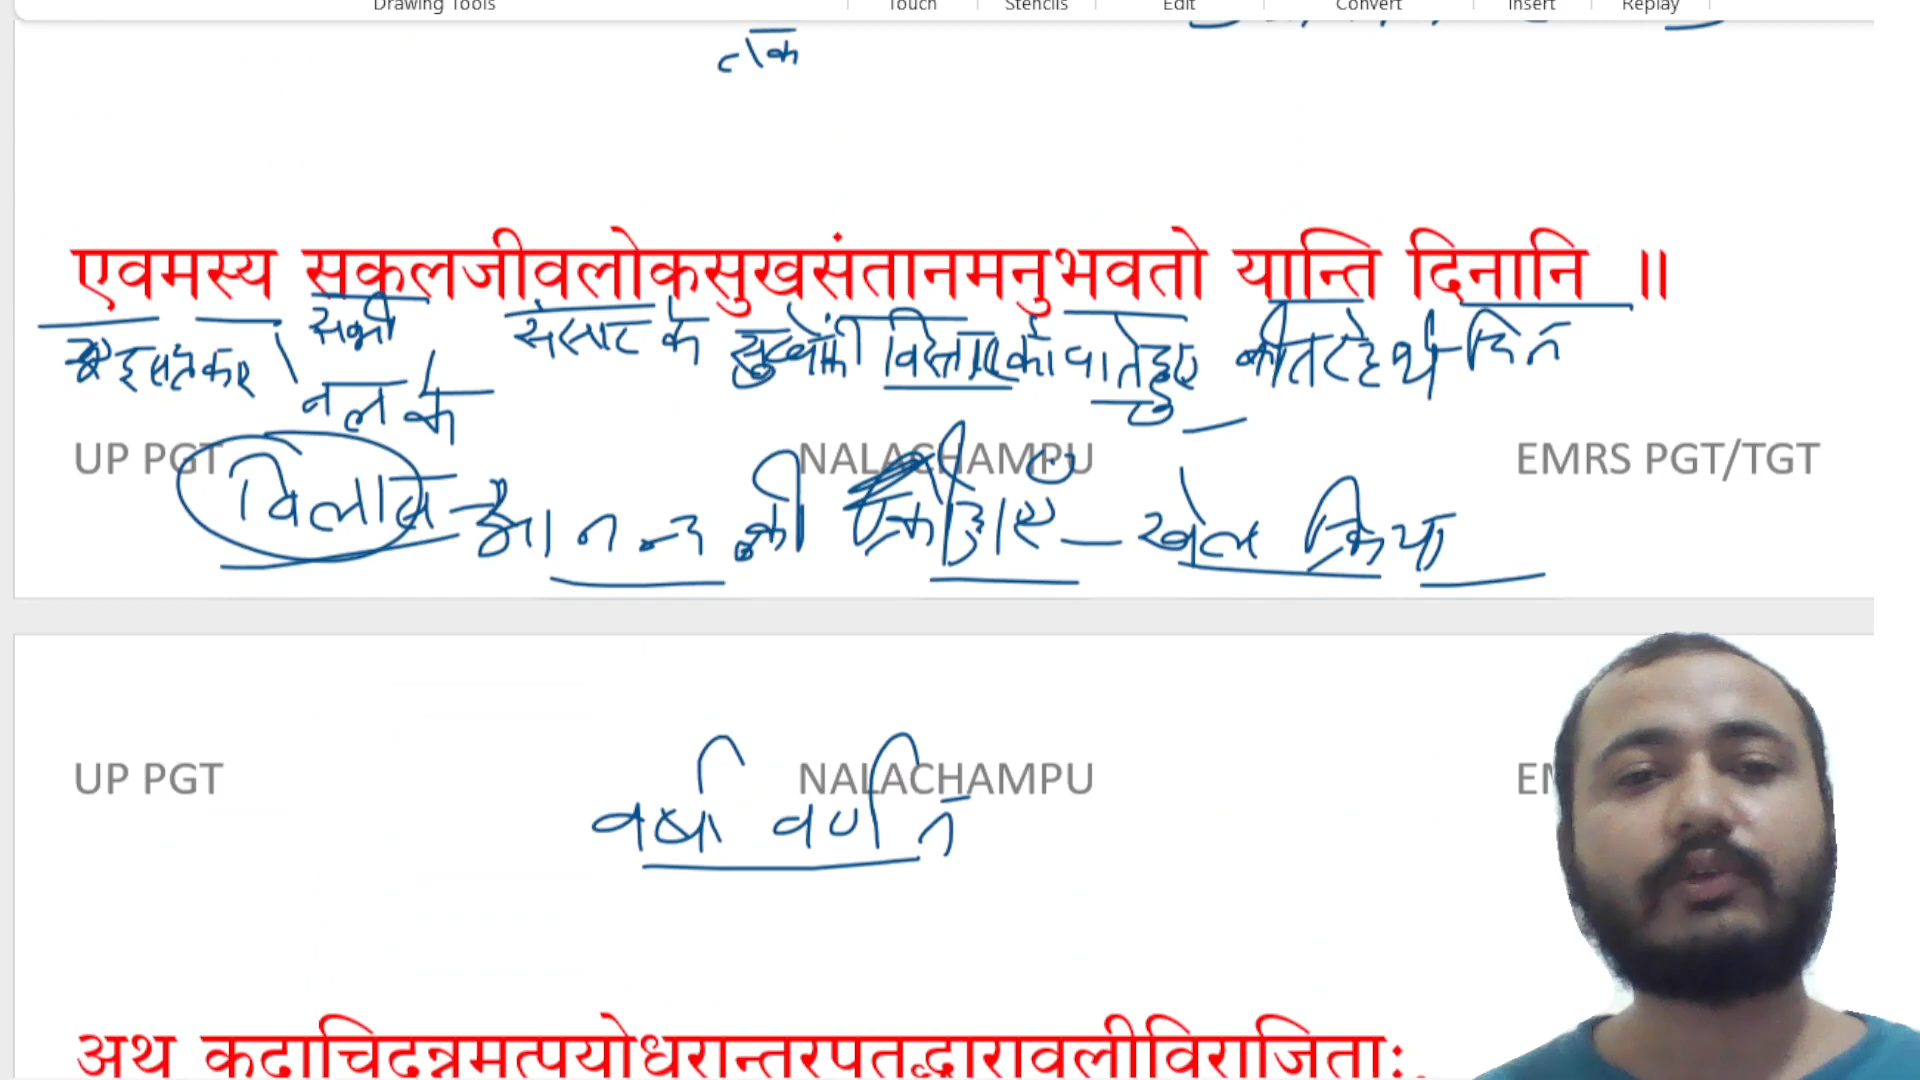 Drawing Tools Touch Stencils Edit Convert Insert Replay
एवमस्य सकलजीवलोकसुखसंतानमनुभवतो यान्ति दिनानि ॥
सभी संसार के सुखों की विस्तार को पाते हुए बीत रहे थे दिन
नल के
UP PGT NALACHAMPU EMRS PGT/TGT
आनन्द की क्रीडाएं – खेल क्रिया
UP PGT NALACHAMPU
वर्षा वर्णन
अथ कदाचिदुन्नमत्पयोधरान्तरपतद्धारावलीविराजिताः,